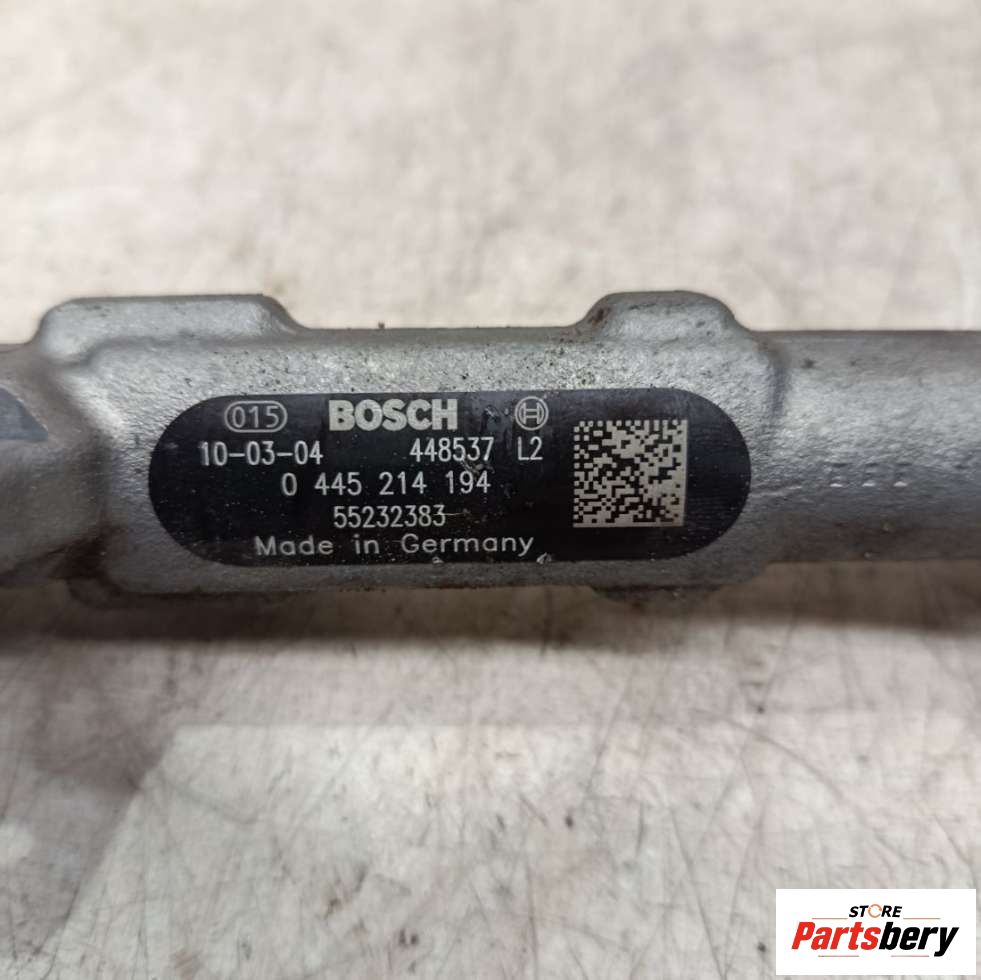 015 BOSCH
10-03-04 448537 L2
0 445 214 194
55232383
Made in Germany
STORE
Partsbery